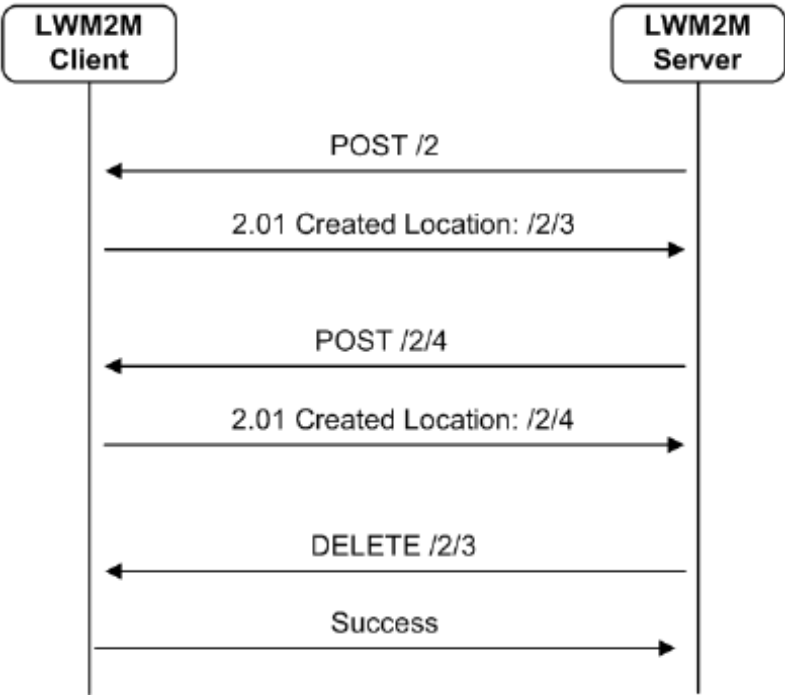 LWM2M
Client
LWM2M
Server
POST /2
2.01 Created Location: /2/3
POST /2/4
2.01 Created Location: /2/4
DELETE /2/3
Success